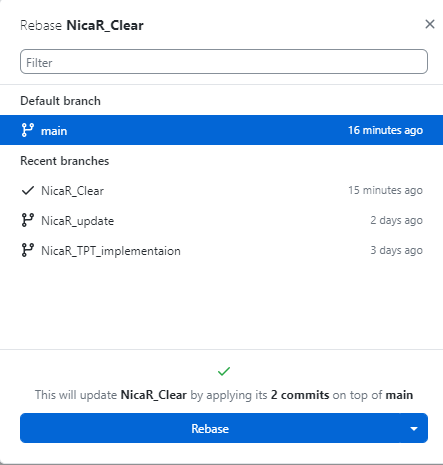 Rebase NicaR_Clear
Filter
Default branch
main 16 minutes ago
Recent branches
NicaR_Clear 15 minutes ago
NicaR_update 2 days ago
NicaR_TPT_implementaion 3 days ago
This will update NicaR_Clear by applying its 2 commits on top of main
Rebase